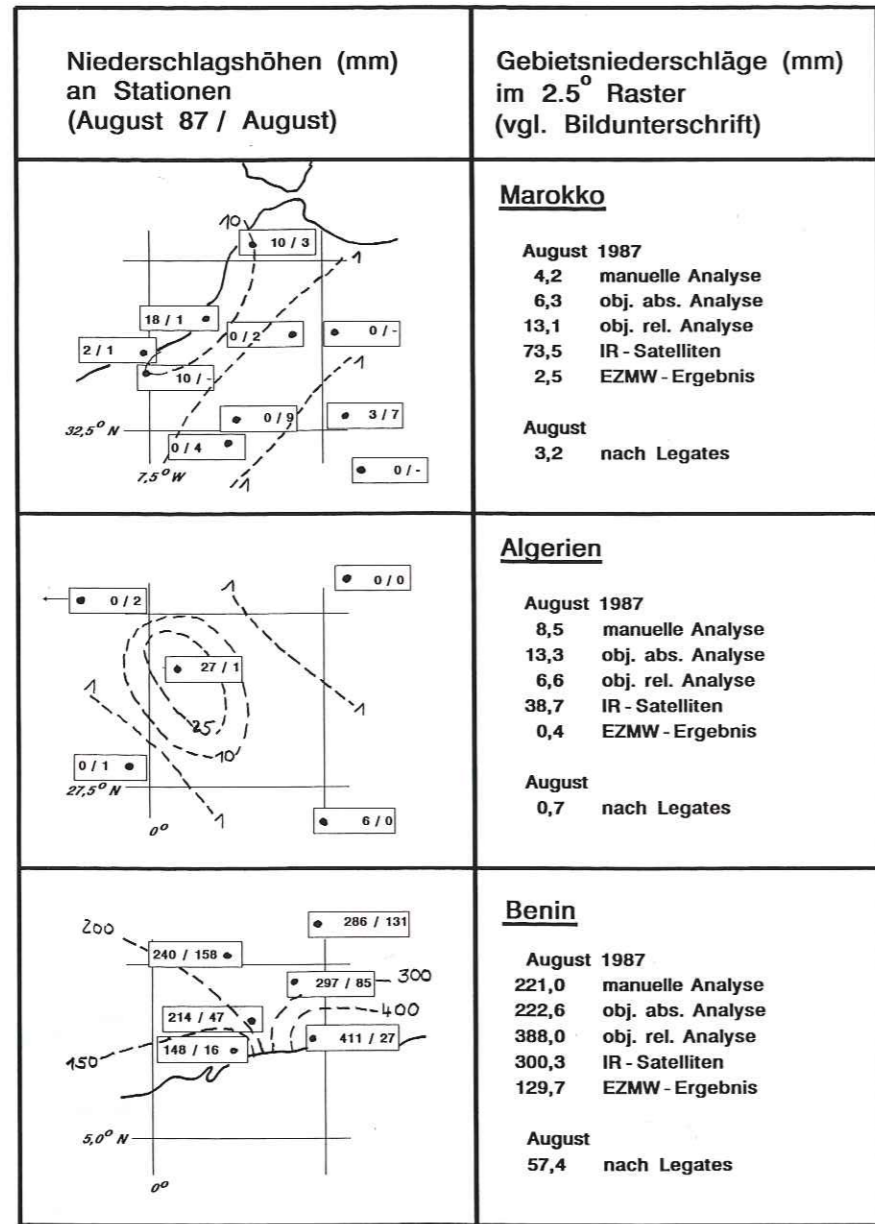 Niederschlagshöhen (mm)
an Stationen
(August 87 / August)
Gebietsniederschläge (mm)
im 2.5° Raster
(vgl. Bildunterschrift)
10
10 / 3
1
18 / 1
0 / 2
0 / -
2 / 1
10 / -
1
0 / 9
3 / 7
32,5° N
0 / 4
7,5° W
1
0 / -
Marokko
August 1987
4,2 manuelle Analyse
6,3 obj. abs. Analyse
13,1 obj. rel. Analyse
73,5 IR - Satelliten
2,5 EZMW - Ergebnis
August
3,2 nach Legates
0 / 0
0 / 2
1
27 / 1
1
1
25
10
0 / 1
27,5° N
1
6 / 0
0°
Algerien
August 1987
8,5 manuelle Analyse
13,3 obj. abs. Analyse
6,6 obj. rel. Analyse
38,7 IR - Satelliten
0,4 EZMW - Ergebnis
August
0,7 nach Legates
200
286 / 131
240 / 158
297 / 85
300
400
214 / 47
411 / 27
150
148 / 16
5,0° N
0°
Benin
August 1987
221,0 manuelle Analyse
222,6 obj. abs. Analyse
388,0 obj. rel. Analyse
300,3 IR - Satelliten
129,7 EZMW - Ergebnis
August
57,4 nach Legates